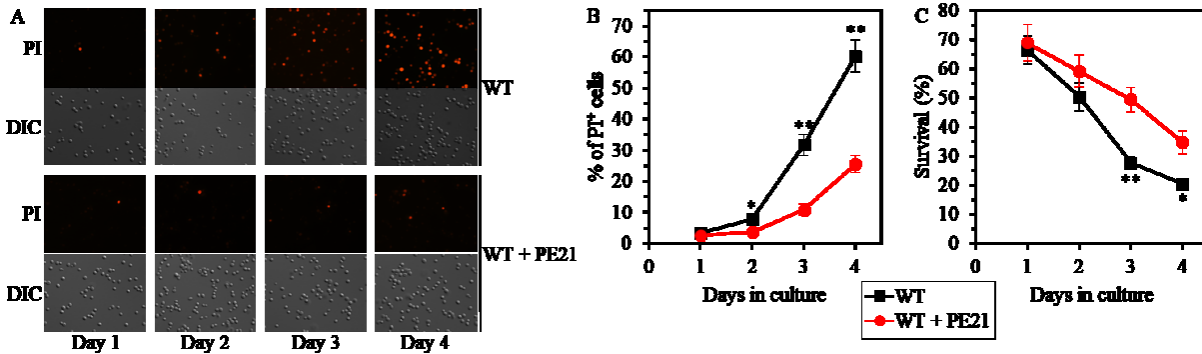 A
PI
DIC
WT
PI
DIC
WT + PE21
Day 1 Day 2 Day 3 Day 4
B
% of PI⁺ cells
70
60
50
40
30
20
10
0
** 
**
*
0 1 2 3 4
Days in culture
C
Survival (%)
80
70
60
50
40
30
20
10
0
**
*
0 1 2 3 4
Days in culture
WT
WT + PE21